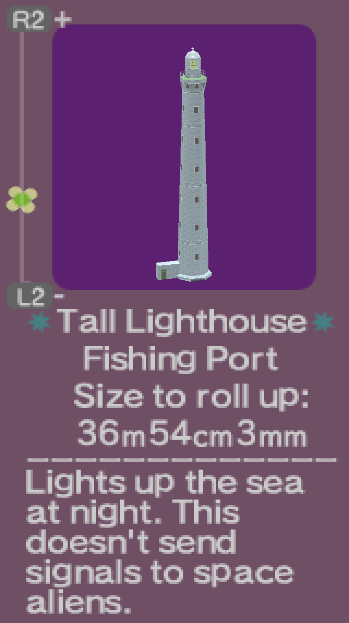 R2 +
L2 -
Tall Lighthouse
Fishing Port
Size to roll up:
36m54cm3mm
Lights up the sea
at night. This
doesn't send
signals to space
aliens.